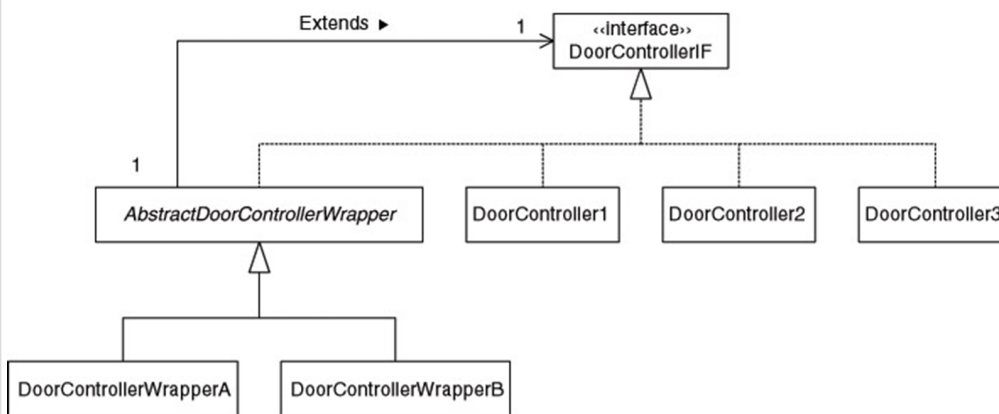 Extends ►
1
‹‹interface››
DoorControllerIF
1
AbstractDoorControllerWrapper
DoorController1
DoorController2
DoorController3
DoorControllerWrapperA
DoorControllerWrapperB